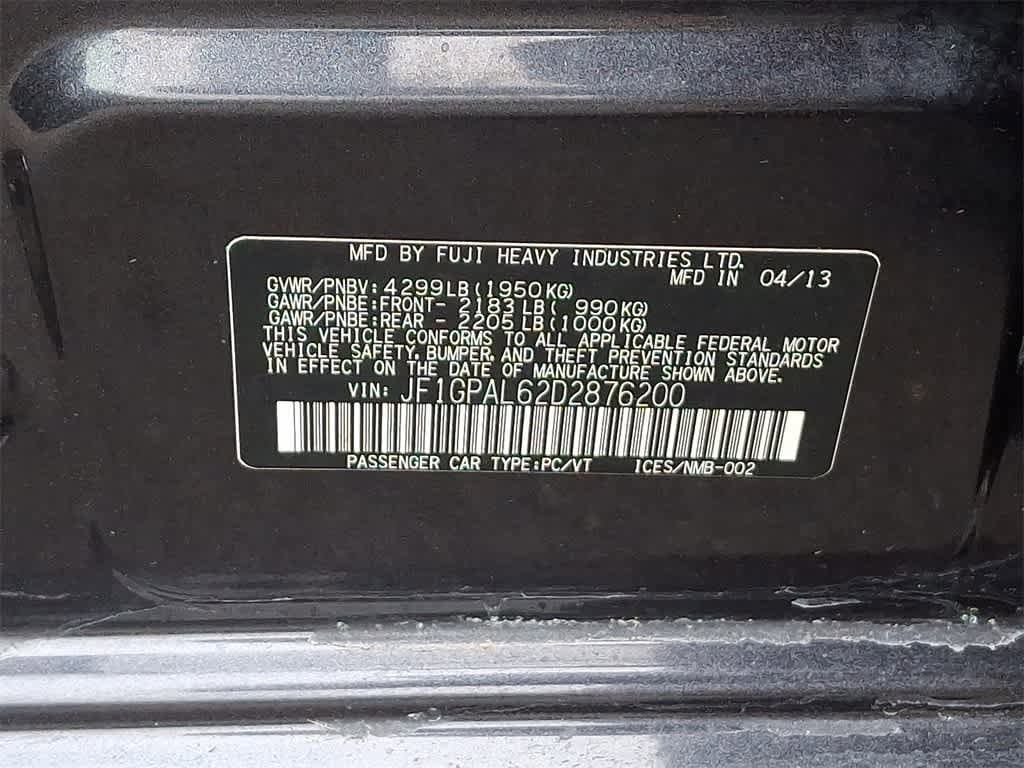 MFD BY FUJI HEAVY INDUSTRIES LTD.
MFD IN 04/13
GVWR/PNBV: 4299LB(1950KG)
GAWR/PNBE:FRONT- 2183LB( 990KG)
GAWR/PNBE:REAR - 2205LB(1000KG)
THIS VEHICLE CONFORMS TO ALL APPLICABLE FEDERAL MOTOR
VEHICLE SAFETY, BUMPER, AND THEFT PREVENTION STANDARDS
IN EFFECT ON THE DATE OF MANUFACTURE SHOWN ABOVE.
VIN: JF1GPAL62D2876200
PASSENGER CAR TYPE:PC/VT ICES/NMB-002